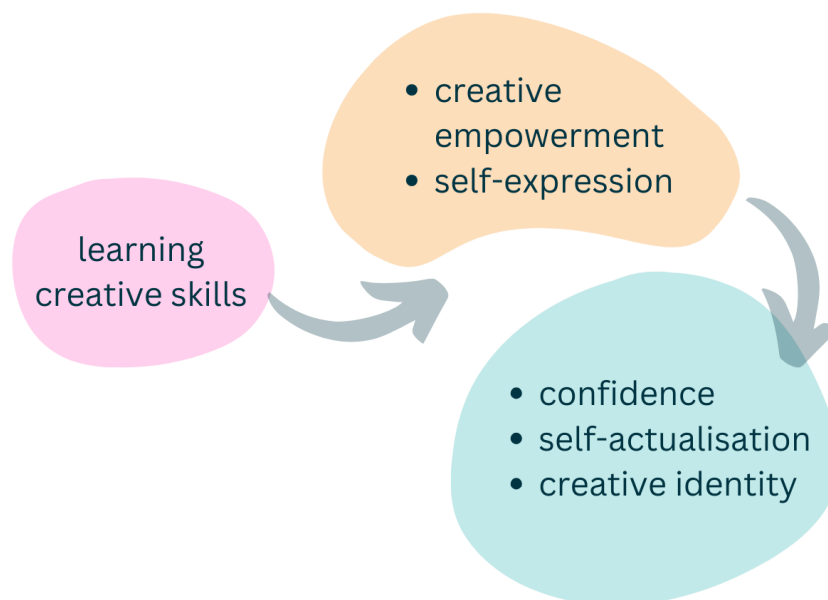 learning
creative skills
• creative
empowerment
• self-expression
• confidence
• self-actualisation
• creative identity